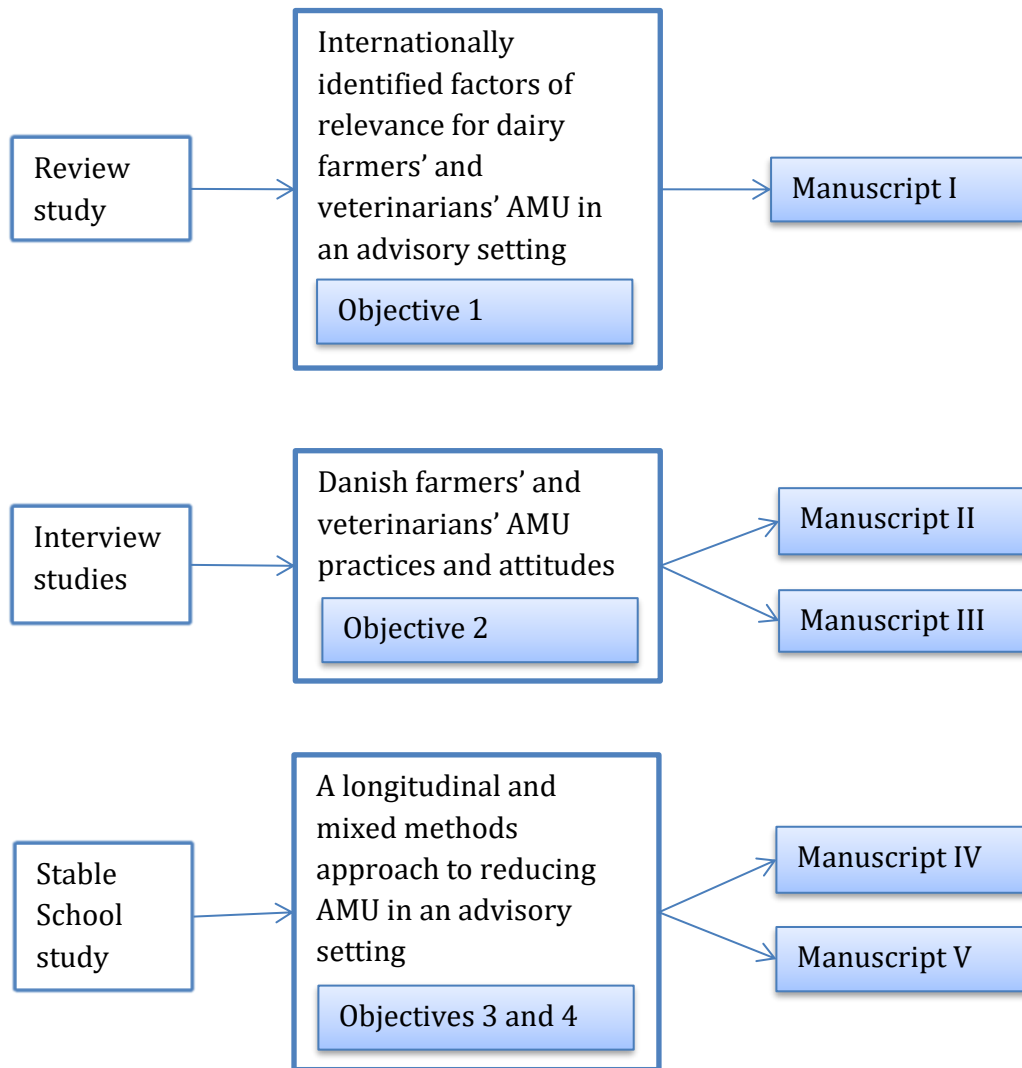 Review
study
Internationally
identified factors of
relevance for dairy
farmers’ and
veterinarians’ AMU in
an advisory setting
Objective 1
Manuscript I
Interview
studies
Danish farmers’ and
veterinarians’ AMU
practices and attitudes
Objective 2
Manuscript II
Manuscript III
Stable
School
study
A longitudinal and
mixed methods
approach to reducing
AMU in an advisory
setting
Objectives 3 and 4
Manuscript IV
Manuscript V